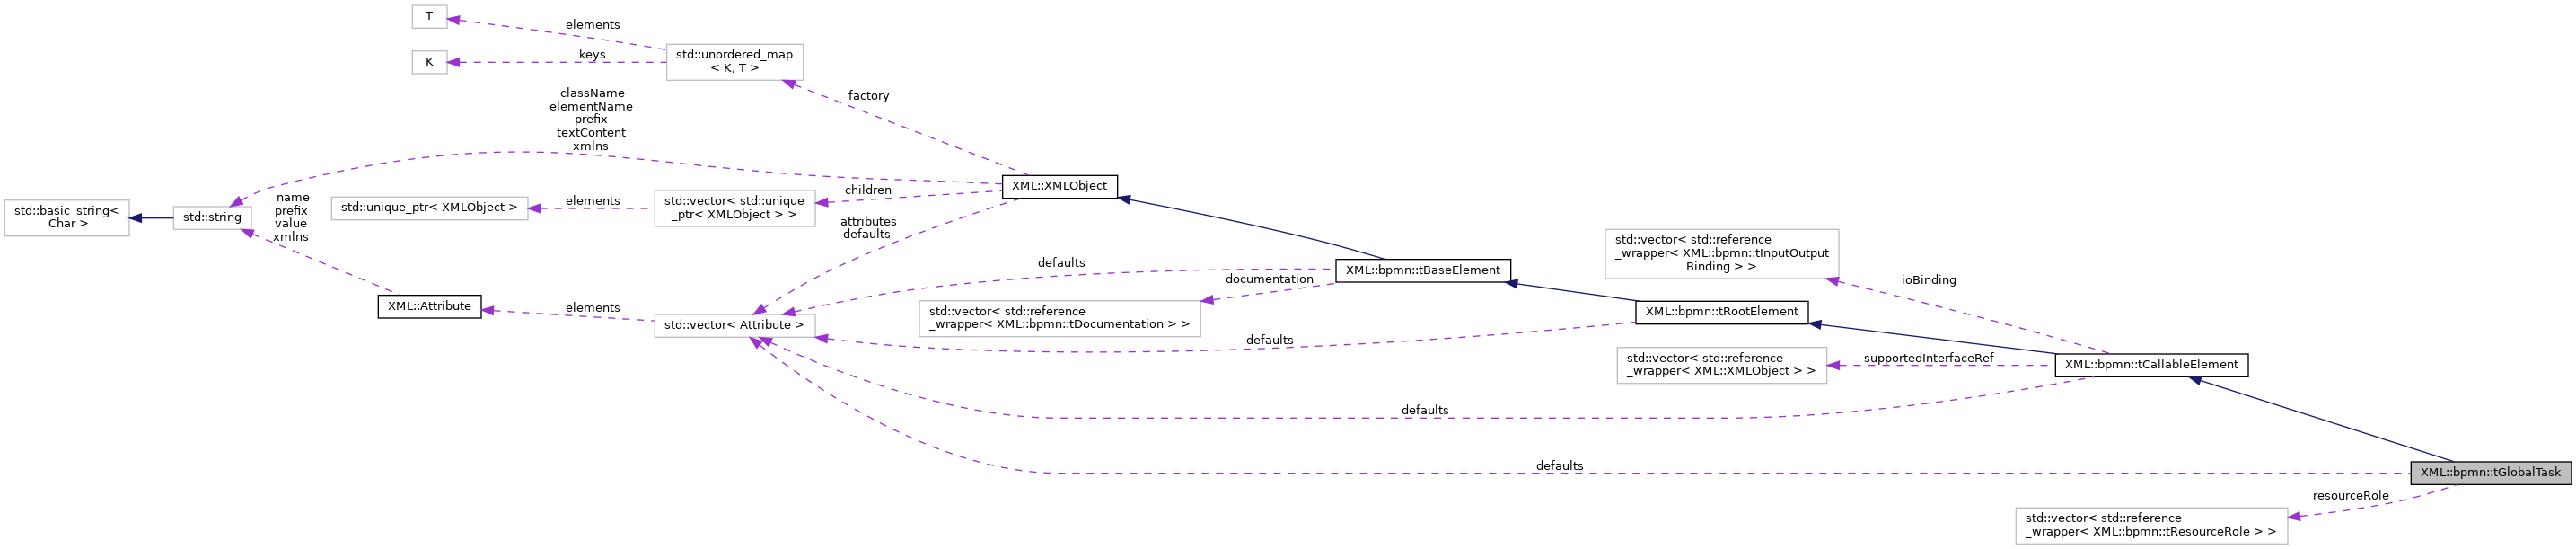 T
elements
K
keys
std::unordered_map
< K, T >
factory
className
elementName
prefix
textContent
xmlns
std::basic_string<
Char >
std::string
name
prefix
value
xmlns
std::unique_ptr< XMLObject >
elements
std::vector< std::unique
_ptr< XMLObject > >
children
XML::XMLObject
attributes
defaults
XML::Attribute
elements
std::vector< Attribute >
defaults
documentation
XML::bpmn::tBaseElement
std::vector< std::reference
_wrapper< XML::bpmn::tDocumentation > >
defaults
std::vector< std::reference
_wrapper< XML::bpmn::tInputOutput
Binding > >
ioBinding
XML::bpmn::tRootElement
std::vector< std::reference
_wrapper< XML::XMLObject > >
supportedInterfaceRef
XML::bpmn::tCallableElement
defaults
defaults
XML::bpmn::tGlobalTask
resourceRole
std::vector< std::reference
_wrapper< XML::bpmn::tResourceRole > >